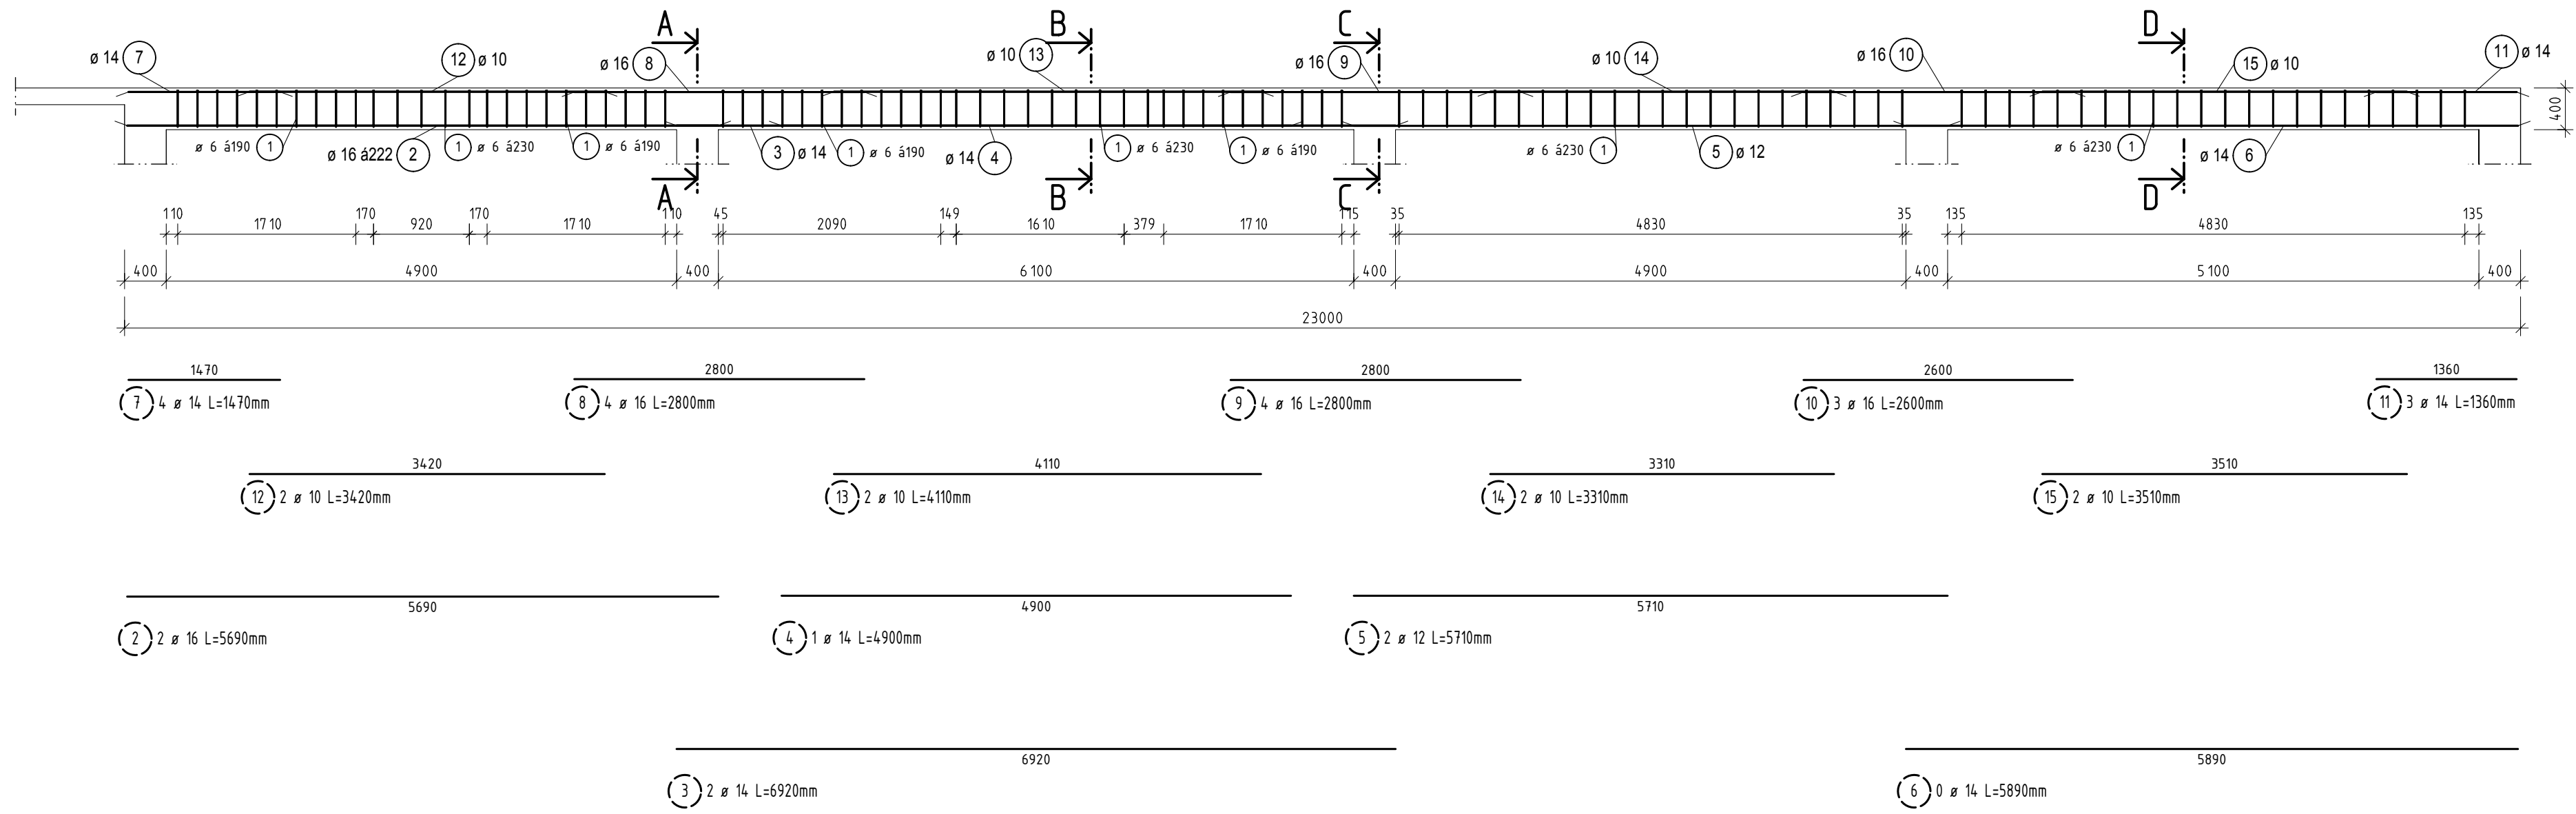 A B C D
ø 14 7 12 ø 10 ø 16 8 ø 10 13 ø 16 9 ø 10 14 ø 16 10 15 ø 10 11 ø 14
400
ø 6 á190 1 ø 16 á222 2 1 ø 6 á230 1 ø 6 á190 3 ø 14 1 ø 6 á190 ø 14 4 1 ø 6 á230 1 ø 6 á190 ø 6 á230 1 5 ø 12 ø 6 á230 1 ø 14 6
A B C D
110 170 170 110 45 149 115 35 35 135 135
1710 920 1710 2090 1610 379 1710 4830 4830
400 4900 400 6100 400 4900 400 5100 400
23000
1470 2800 2800 2600 1360
7 4 ø 14 L=1470mm 8 4 ø 16 L=2800mm 9 4 ø 16 L=2800mm 10 3 ø 16 L=2600mm 11 3 ø 14 L=1360mm
3420 4110 3310 3510
12 2 ø 10 L=3420mm 13 2 ø 10 L=4110mm 14 2 ø 10 L=3310mm 15 2 ø 10 L=3510mm
5690 4900 5710
2 2 ø 16 L=5690mm 4 1 ø 14 L=4900mm 5 2 ø 12 L=5710mm
6920 5890
3 2 ø 14 L=6920mm 6 0 ø 14 L=5890mm